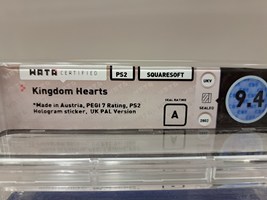 WATA CERTIFIED PS2 SQUARESOFT
Kingdom Hearts
*Made in Austria, PEGI 7 Rating, PS2
Hologram sticker, UK PAL Version
SEAL RATING
A
SEALED
2002
9.4